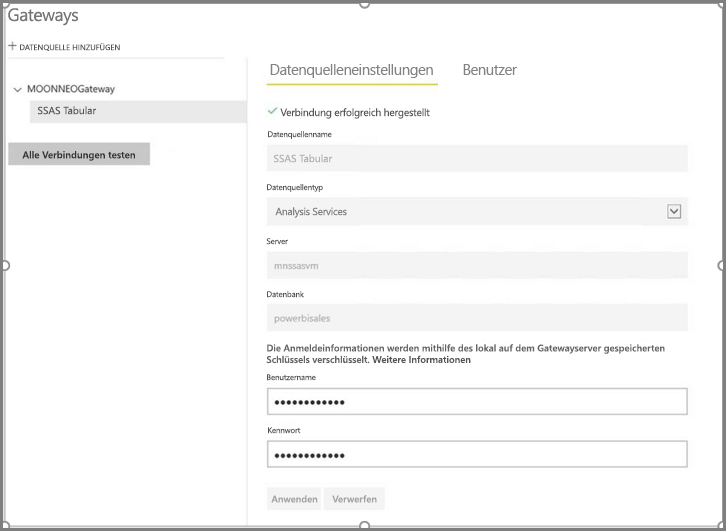 Gateways
+ DATENQUELLE HINZUFÜGEN
MOONNEOGateway
SSAS Tabular
Alle Verbindungen testen
Datenquelleneinstellungen Benutzer
Verbindung erfolgreich hergestellt
Datenquellenname
SSAS Tabular
Datenquellentyp
Analysis Services
Server
mnssasvm
Datenbank
powerbisales
Die Anmeldeinformationen werden mithilfe des lokal auf dem Gatewayserver gespeicherten
Schlüssels verschlüsselt. Weitere Informationen
Benutzername
●●●●●●●●●●●●
Kennwort
●●●●●●●●●●●●
Anwenden Verwerfen